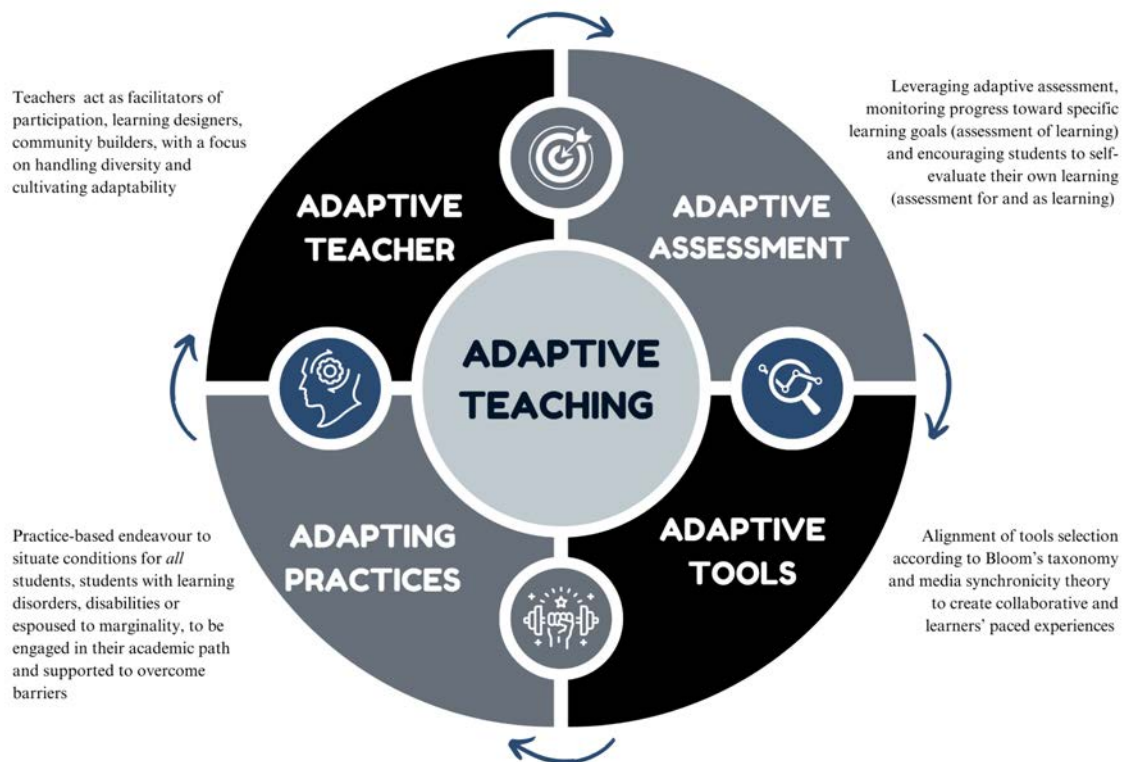 Teachers act as facilitators of
participation, learning designers,
community builders, with a focus
on handling diversity and
cultivating adaptability
Leveraging adaptive assessment,
monitoring progress toward specific
learning goals (assessment of learning)
and encouraging students to self-
evaluate their own learning
(assessment for and as learning)
ADAPTIVE
TEACHER
ADAPTIVE
ASSESSMENT
ADAPTIVE
TEACHING
ADAPTING
PRACTICES
ADAPTIVE
TOOLS
Practice-based endeavour to
situate conditions for all
students, students with learning
disorders, disabilities or
espoused to marginality, to be
engaged in their academic path
and supported to overcome
barriers
Alignment of tools selection
according to Bloom's taxonomy
and media synchronicity theory
to create collaborative and
learners' paced experiences